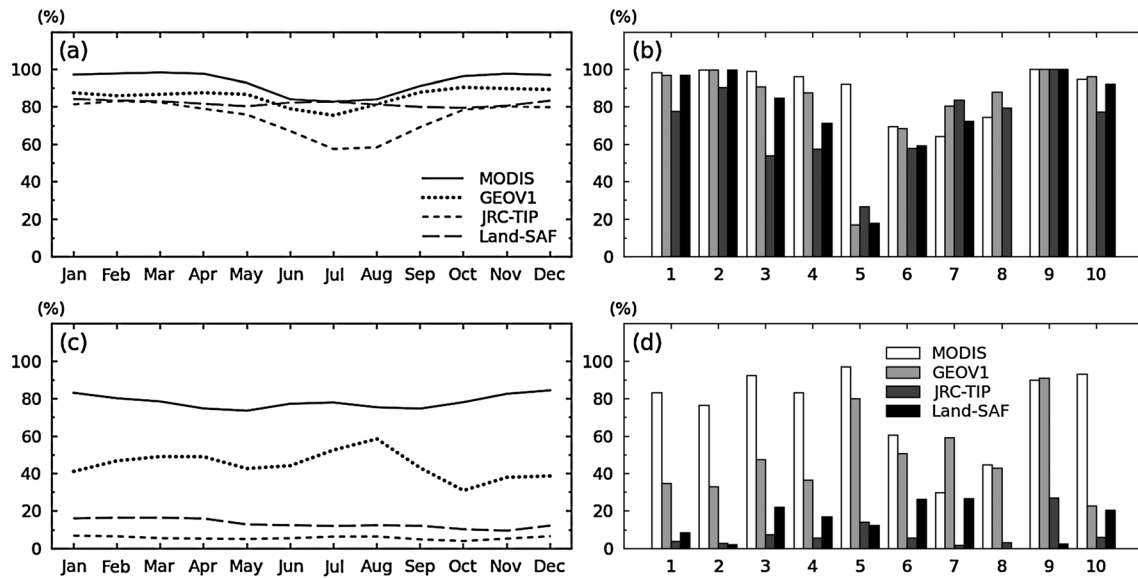 (%)
(a)
100
80
60
40
20
0
MODIS
GEOV1
JRC-TIP
Land-SAF
Jan Feb Mar Apr May Jun Jul Aug Sep Oct Nov Dec
(%)
(b)
100
80
60
40
20
0
1 2 3 4 5 6 7 8 9 10
(%)
(c)
100
80
60
40
20
0
Jan Feb Mar Apr May Jun Jul Aug Sep Oct Nov Dec
(%)
(d)
100
80
60
40
20
0
MODIS
GEOV1
JRC-TIP
Land-SAF
1 2 3 4 5 6 7 8 9 10